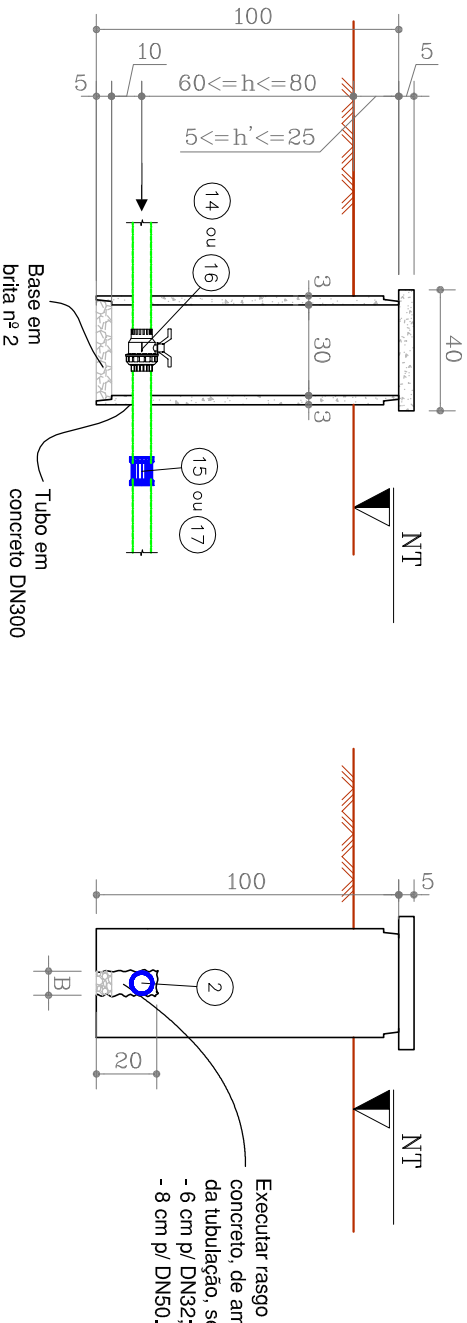 100
5
10
60<=h<=80
5<=h'<=25
5
14 ou 16
3
30
3
40
15 ou 17
NT
Base em
brita nº 2
Tubo em
concreto DN300
100
5
B
2
20
NT
Executar rasgo
concreto, de
da tubulação,
- 6 cm p/ DN32;
- 8 cm p/ DN50.